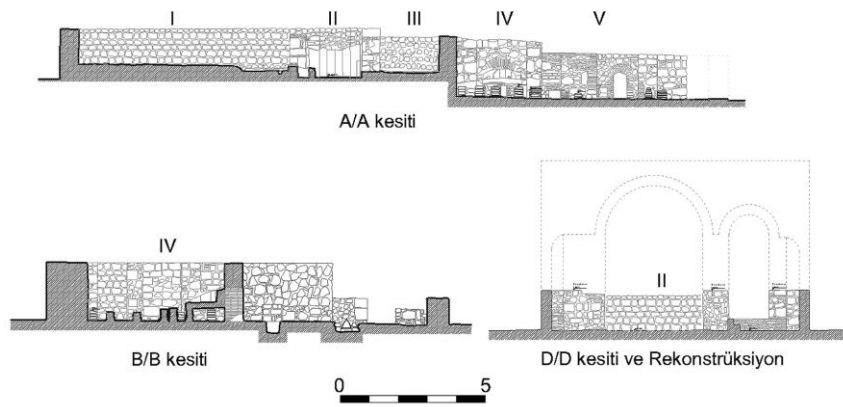 I II III IV V
A/A kesiti
IV
B/B kesiti
II
D/D kesiti ve Rekonstrüksiyon
0 5